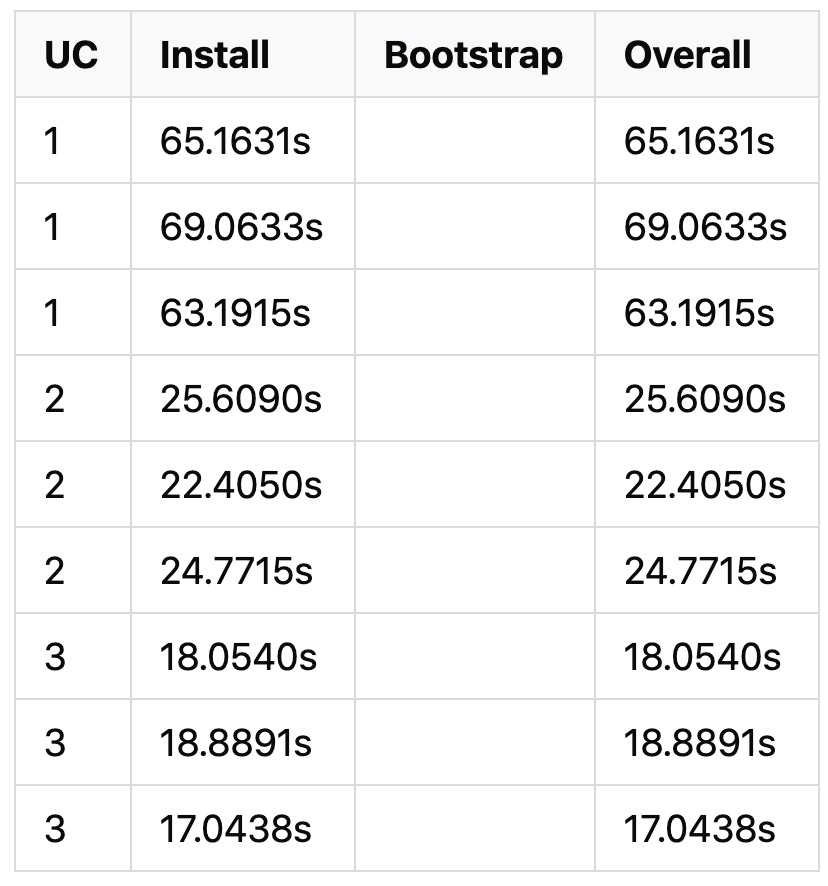 UC Install Bootstrap Overall
1 65.1631s 65.1631s
1 69.0633s 69.0633s
1 63.1915s 63.1915s
2 25.6090s 25.6090s
2 22.4050s 22.4050s
2 24.7715s 24.7715s
3 18.0540s 18.0540s
3 18.8891s 18.8891s
3 17.0438s 17.0438s